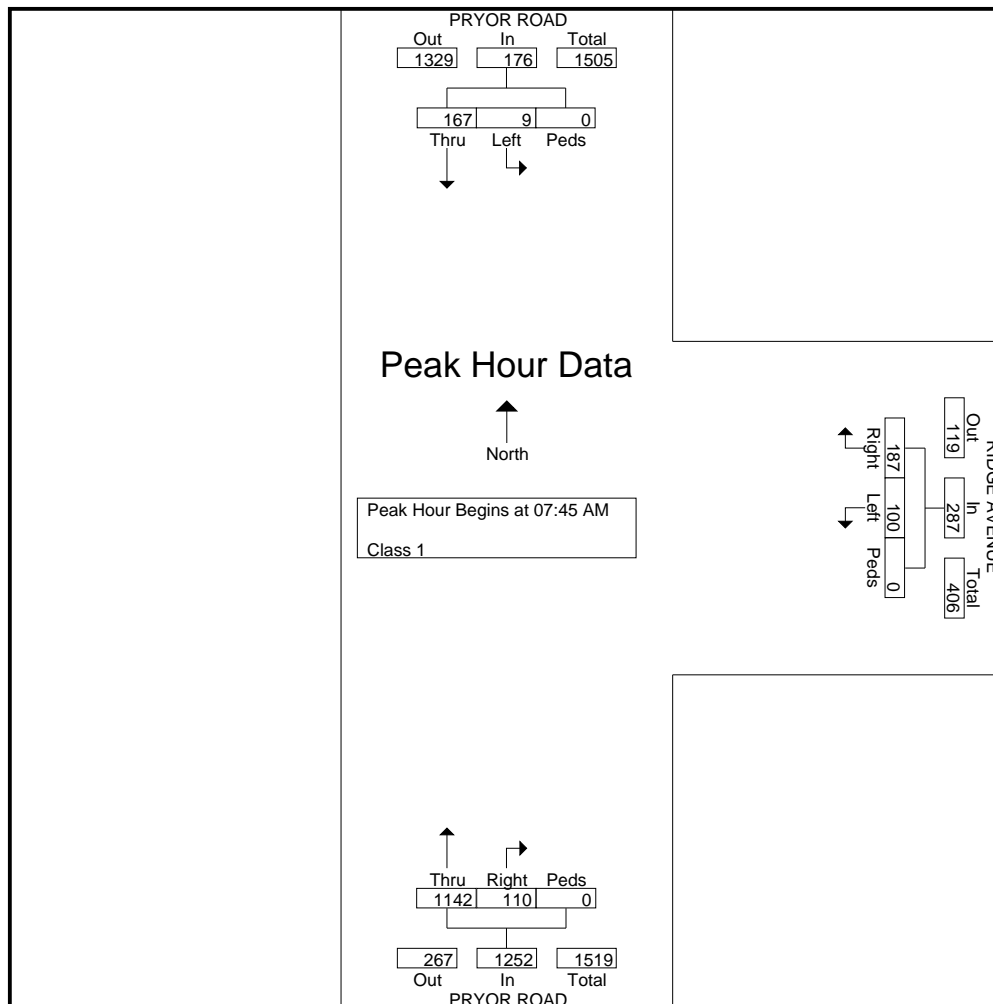 PRYOR ROAD
Out In Total
1329 176 1505
167 9 0
Thru Left Peds
Peak Hour Data
North
Peak Hour Begins at 07:45 AM
Class 1
RIDGE AVENUE
Out In Total
119 287 406
187 100 0
Right Left Peds
Thru Right Peds
1142 110 0
267 1252 1519
Out In Total
PRYOR ROAD